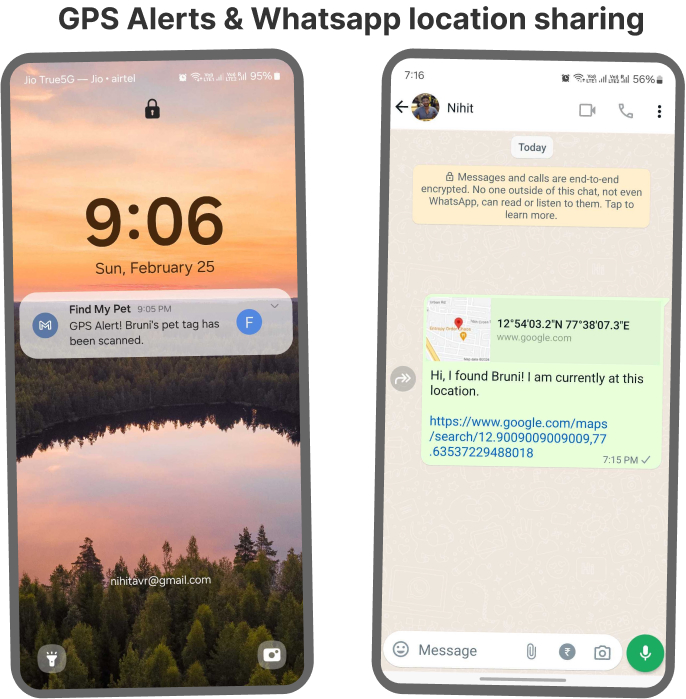 GPS Alerts & Whatsapp location sharing
Jio True5G — Jio • airtel
95%
9:06
Sun, February 25
Find My Pet 9:05 PM
GPS Alert! Bruni's pet tag has
been scanned.
F
nihitavr@gmail.com
7:16
56%
Nihit
Today
Messages and calls are end-to-end
encrypted. No one outside of this chat, not even
WhatsApp, can read or listen to them. Tap to
learn more.
12°54'03.2"N 77°38'07.3"E
www.google.com
Hi, I found Bruni! I am currently at this
location.
https://www.google.com/maps
/search/12.9009009009009,77
.63537229488018
7:15 PM
Message